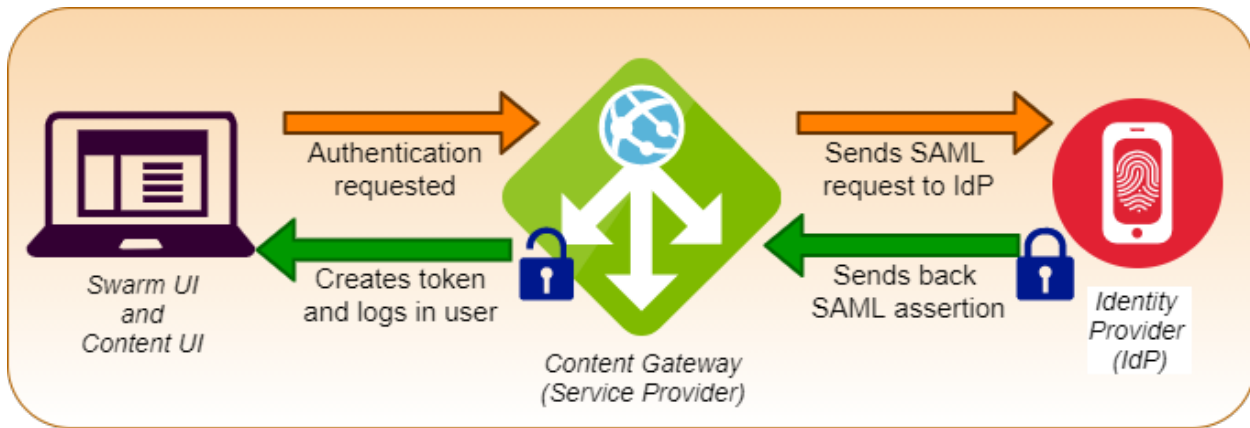 Authentication
requested
Sends SAML
request to IdP
Creates token
and logs in user
Sends back
SAML assertion
Swarm UI
and
Content UI
Content Gateway
(Service Provider)
Identity
Provider
(IdP)